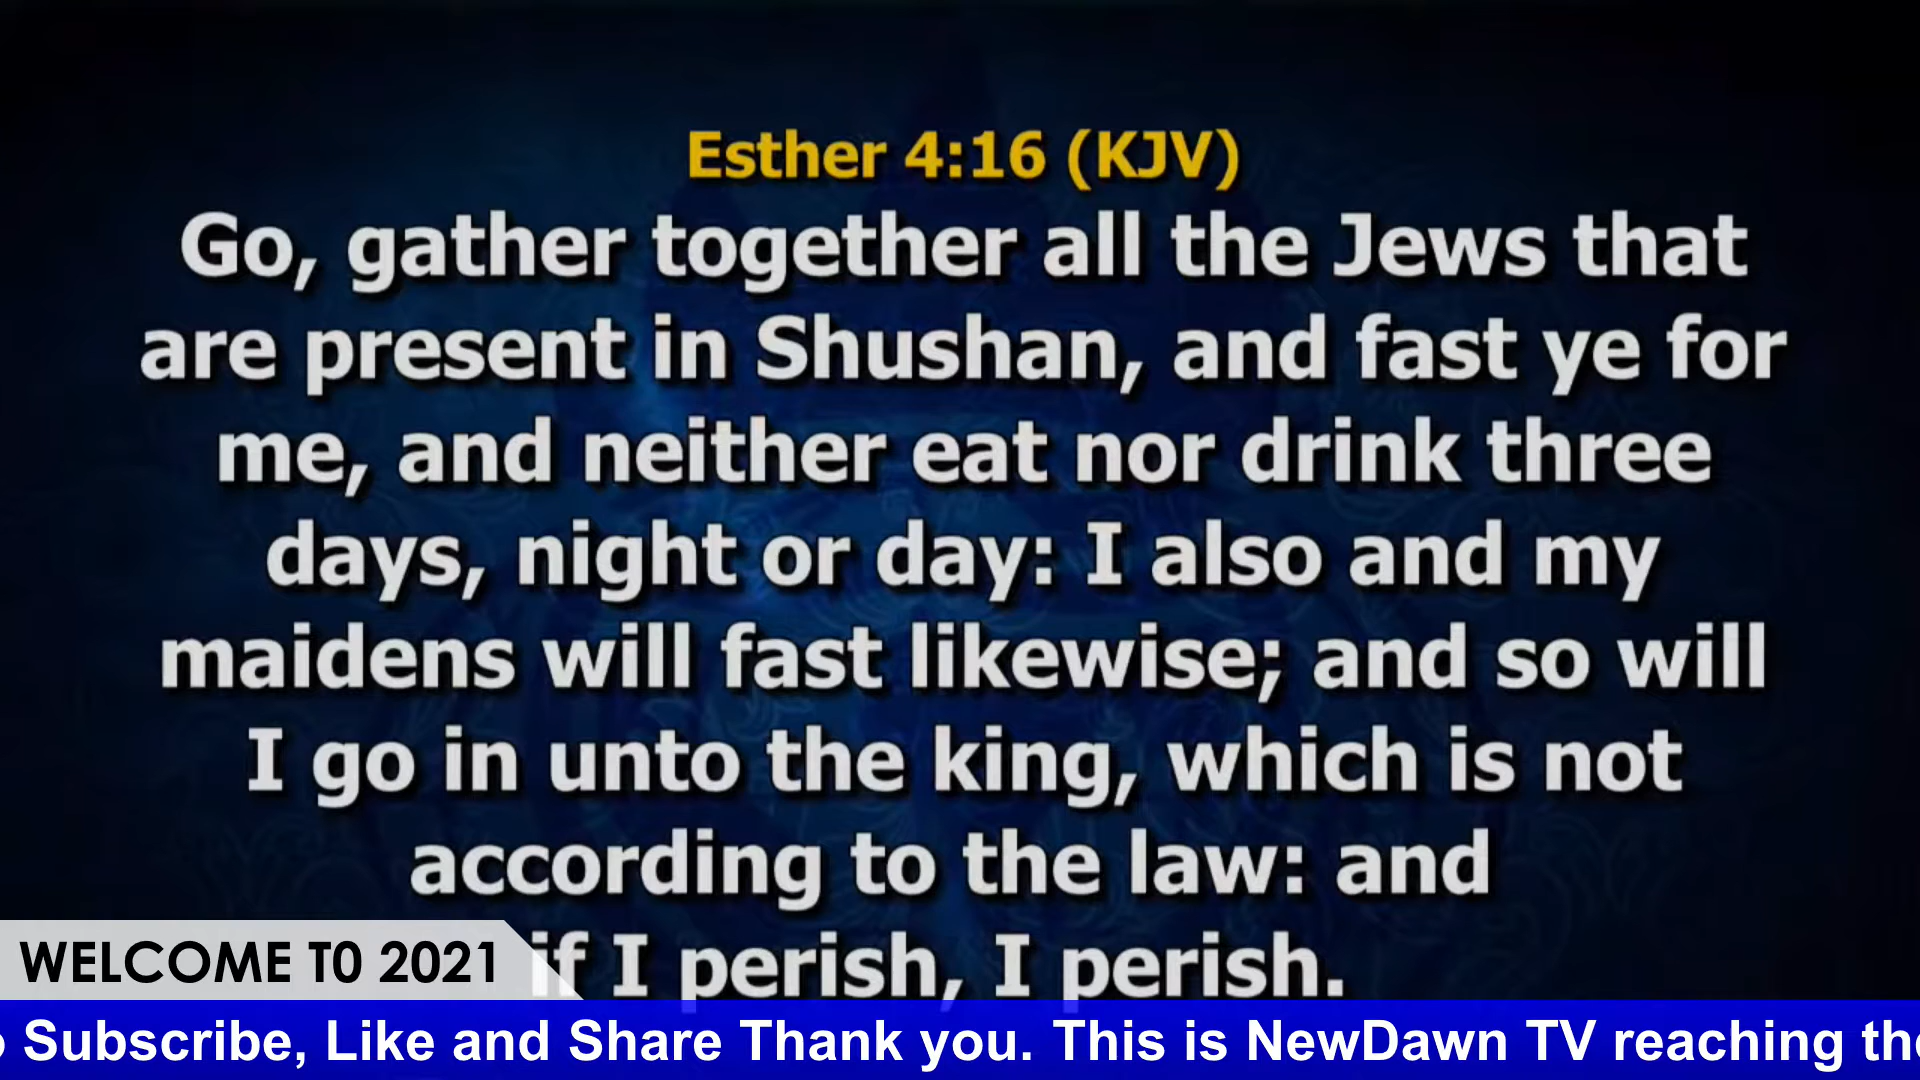 Esther 4:16 (KJV)
Go, gather together all the Jews that
are present in Shushan, and fast ye for
me, and neither eat nor drink three
days, night or day: I also and my
maidens will fast likewise; and so will
I go in unto the king, which is not
according to the law: and
if I perish, I perish.
WELCOME T0 2021
Subscribe, Like and Share Thank you. This is NewDawn TV reaching